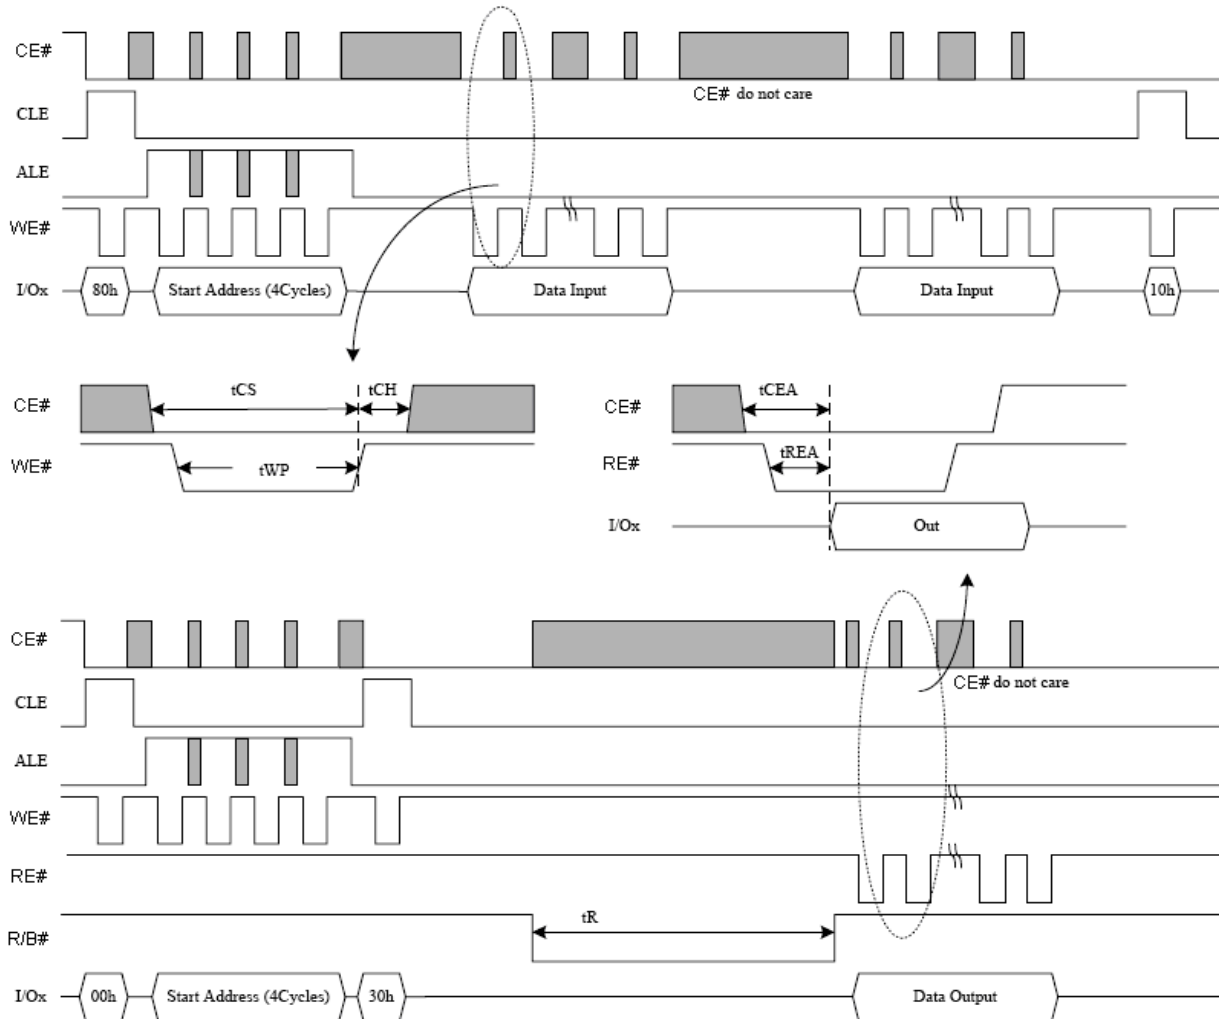 CE#
CE# do not care
CLE
ALE
WE#
I/Ox 80h Start Address (4Cycles) Data Input Data Input 10h
CE# tCS tCH
WE# tWP
CE# tCEA
RE# tREA
I/Ox Out
CE#
CE# do not care
CLE
ALE
WE#
RE#
R/B# tR
I/Ox 00h Start Address (4Cycles) 30h Data Output